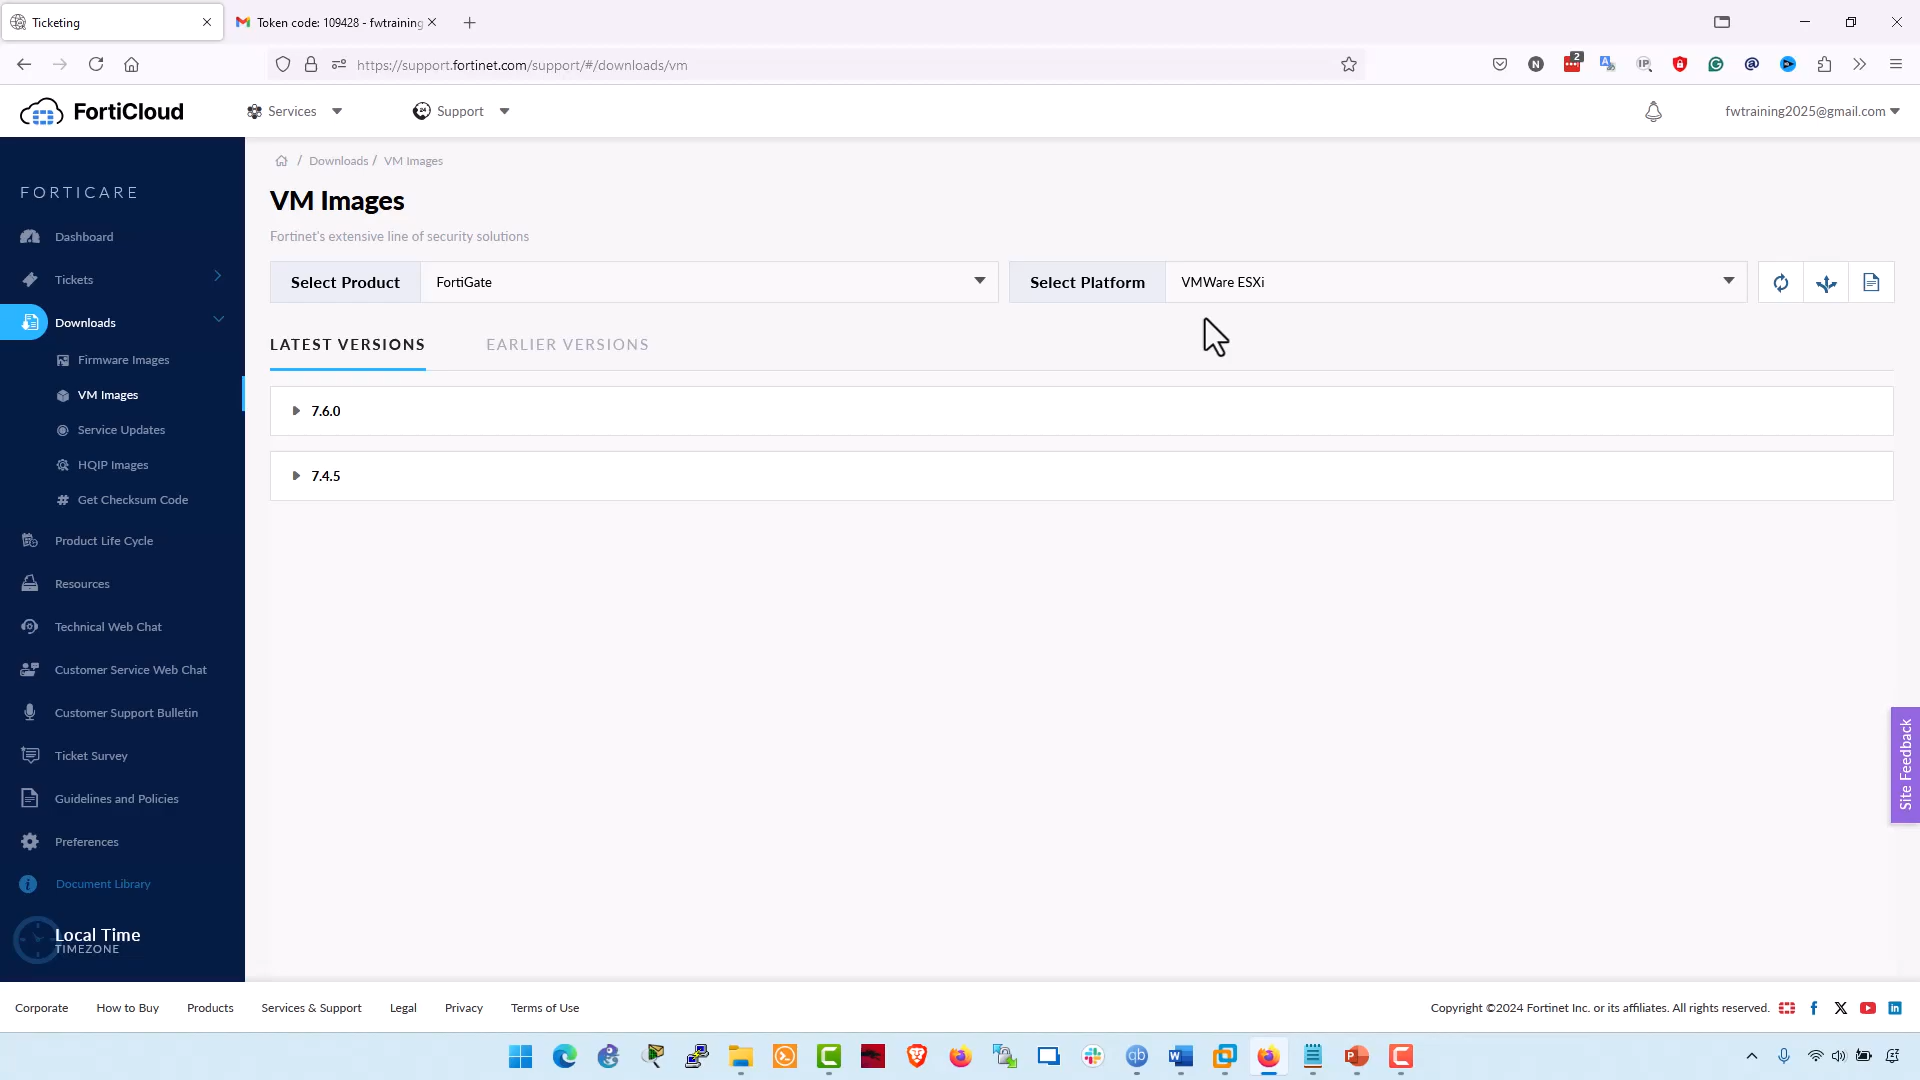 Ticketing
Token code: 109428 - fwtraining
https://support.fortinet.com/support/#/downloads/vm
2
FortiCloud
Services
Support
fwtraining2025@gmail.com
FORTICARE
Dashboard
Tickets
Downloads
Firmware Images
VM Images
Service Updates
HQIP Images
Get Checksum Code
Product Life Cycle
Resources
Technical Web Chat
Customer Service Web Chat
Customer Support Bulletin
Ticket Survey
Guidelines and Policies
Preferences
Document Library
Local Time
TIMEZONE
/ Downloads / VM Images
VM Images
Fortinet's extensive line of security solutions
Select Product FortiGate
Select Platform VMWare ESXi
LATEST VERSIONS EARLIER VERSIONS
7.6.0
7.4.5
Site Feedback
Corporate How to Buy Products Services & Support Legal Privacy Terms of Use
Copyright ©2024 Fortinet Inc. or its affiliates. All rights reserved.